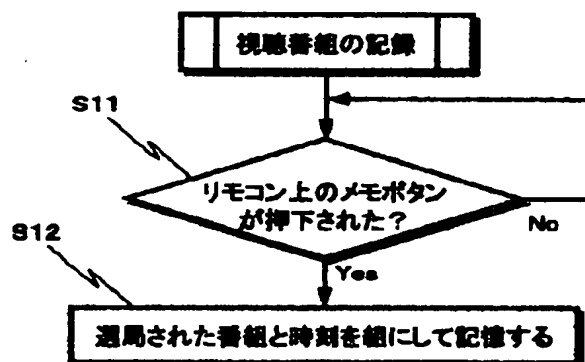 視聴番組の記録
S11
リモコン上のメモボタン
が押下された？
No
S12
Yes
選局された番組と時刻を組にして記憶する